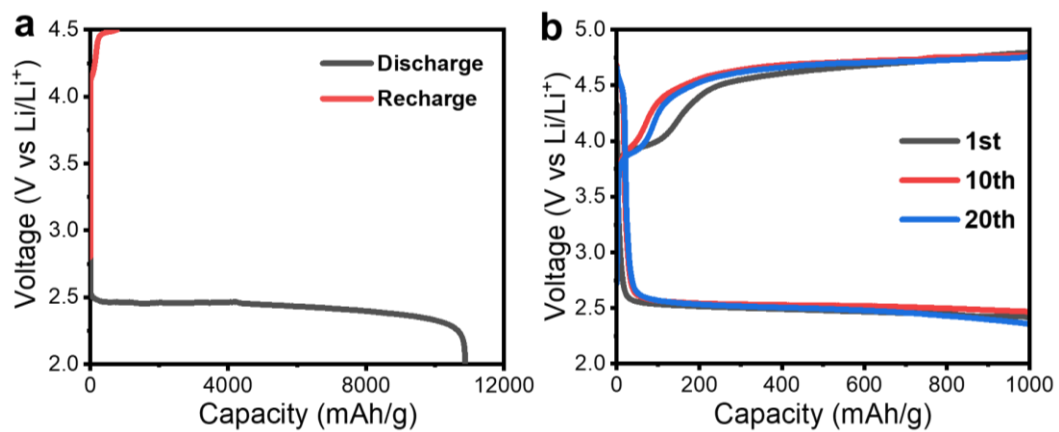 a
Voltage (V vs Li/Li⁺)
4.5
4.0
3.5
3.0
2.5
2.0
Discharge
Recharge
0
4000
8000
12000
Capacity (mAh/g)
b
Voltage (V vs Li/Li⁺)
5.0
4.5
4.0
3.5
3.0
2.5
2.0
1st
10th
20th
0
200
400
600
800
1000
Capacity (mAh/g)